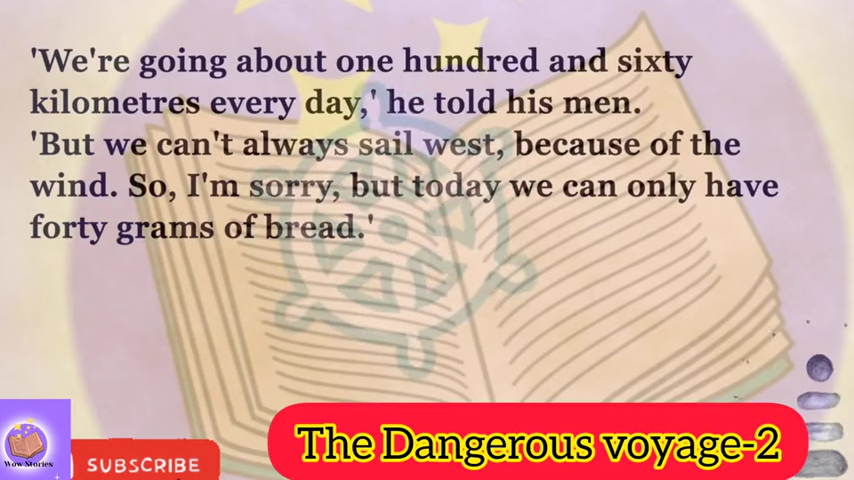 'We're going about one hundred and sixty
kilometres every day,' he told his men.
'But we can't always sail west, because of the
wind. So, I'm sorry, but today we can only have
forty grams of bread.'
Wow Stories
SUBSCRIBE
The Dangerous voyage-2